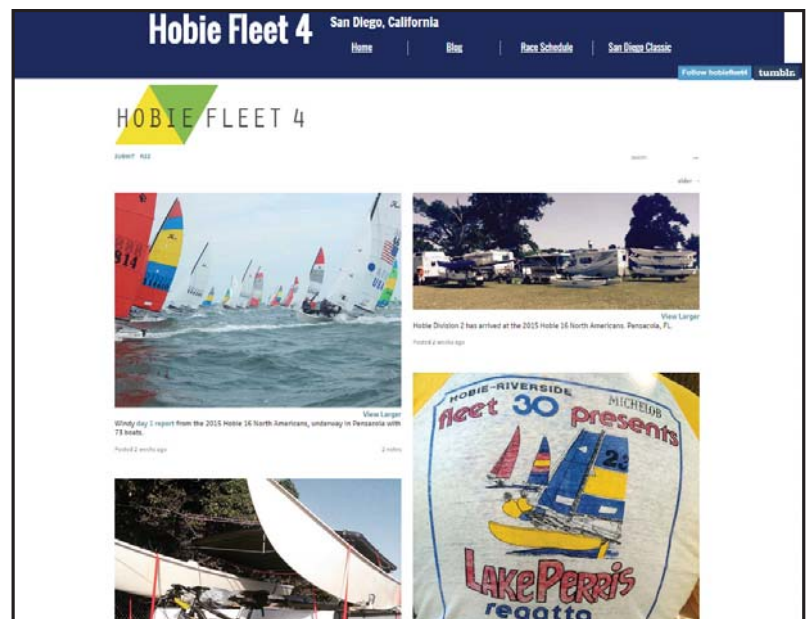 Hobie Fleet 4
San Diego, California
Home
Blog
Race Schedule
San Diego Classic
Follow hobiefleet4
tumblr.
HOBIE FLEET 4
SUBMIT RSS
search
older →
814
USA
View Larger
Windy day 1 report from the 2015 Hobie 16 North Americans, underway in Pensacola with
73 boats.
Posted 2 weeks ago
2 notes
View Larger
Hobie Division 2 has arrived at the 2015 Hobie 16 North Americans. Pensacola, FL.
Posted 2 weeks ago
HOBIE-RIVERSIDE
MICHELOB
fleet 30 presents
23
LAKE PERRIS
regatta